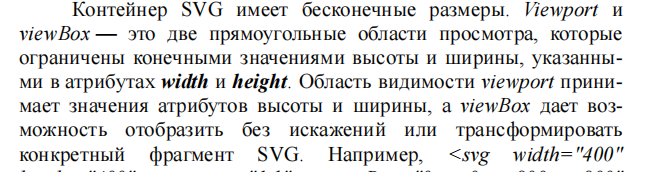 Контейнер SVG имеет бесконечные размеры. Viewport и
viewBox — это две прямоугольные области просмотра, которые
ограничены конечными значениями высоты и ширины, указанны-
ми в атрибутах width и height. Область видимости viewport прини-
мает значения атрибутов высоты и ширины, а viewBox дает воз-
можность отобразить без искажений или трансформировать
конкретный фрагмент SVG. Например, <svg width="400"